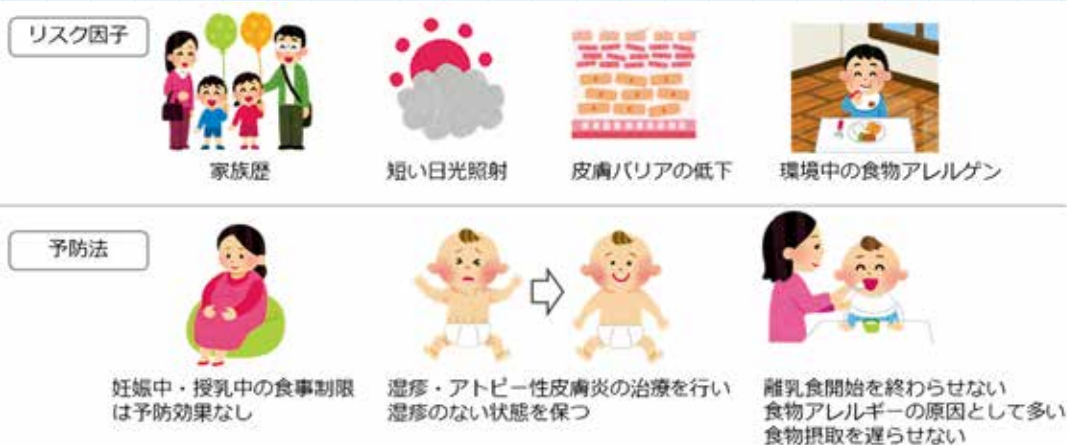 リスク因子
家族歴
短い日光照射
皮膚バリアの低下
環境中の食物アレルゲン
予防法
妊娠中・授乳中の食事制限
は予防効果なし
湿疹・アトピー性皮膚炎の治療を行い
湿疹のない状態を保つ
離乳食開始を終わらせない
食物アレルギーの原因として多い
食物摂取を遅らせない